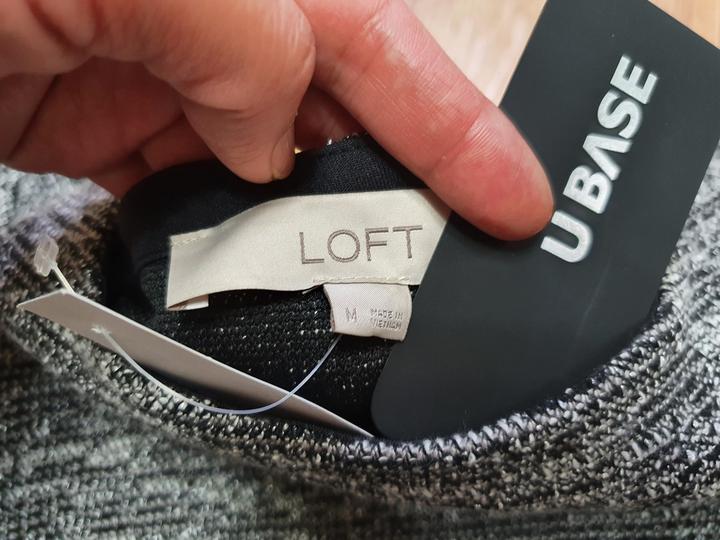 U BASE
LOFT
M
MADE IN
VIETNAM